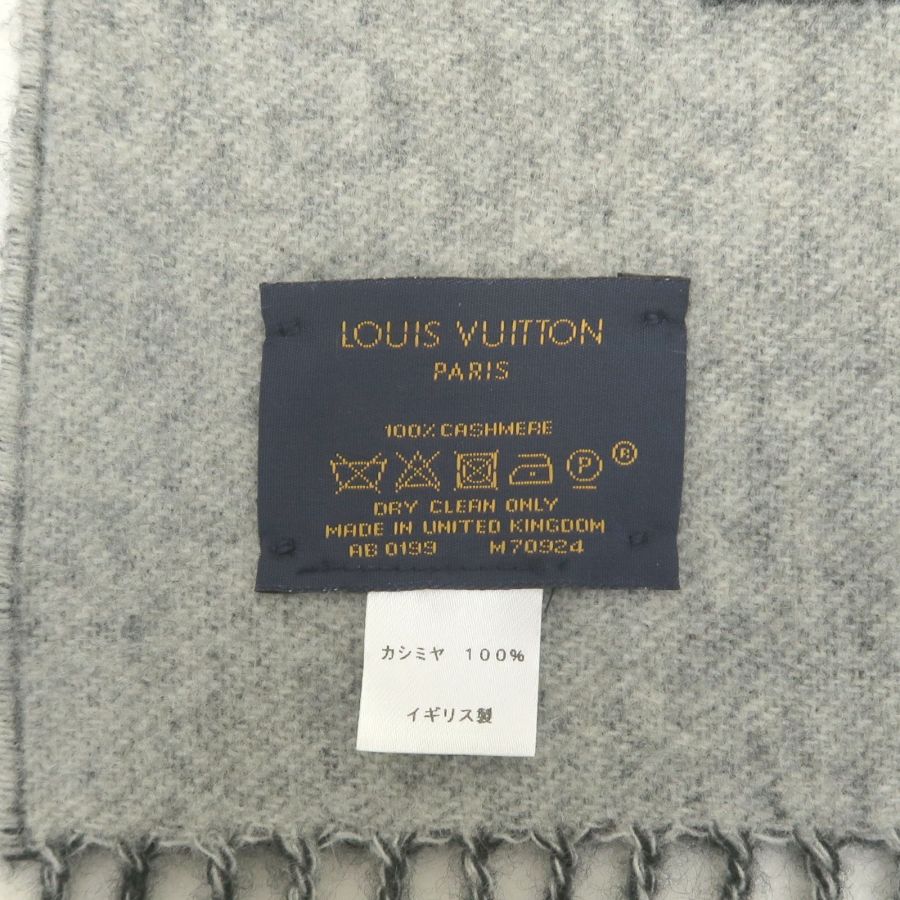 LOUIS VUITTON
PARIS
100% CASHMERE
P R
DRY CLEAN ONLY
MADE IN UNITED KINGDOM
AB 0199 M70924
カシミヤ 100%
イギリス製